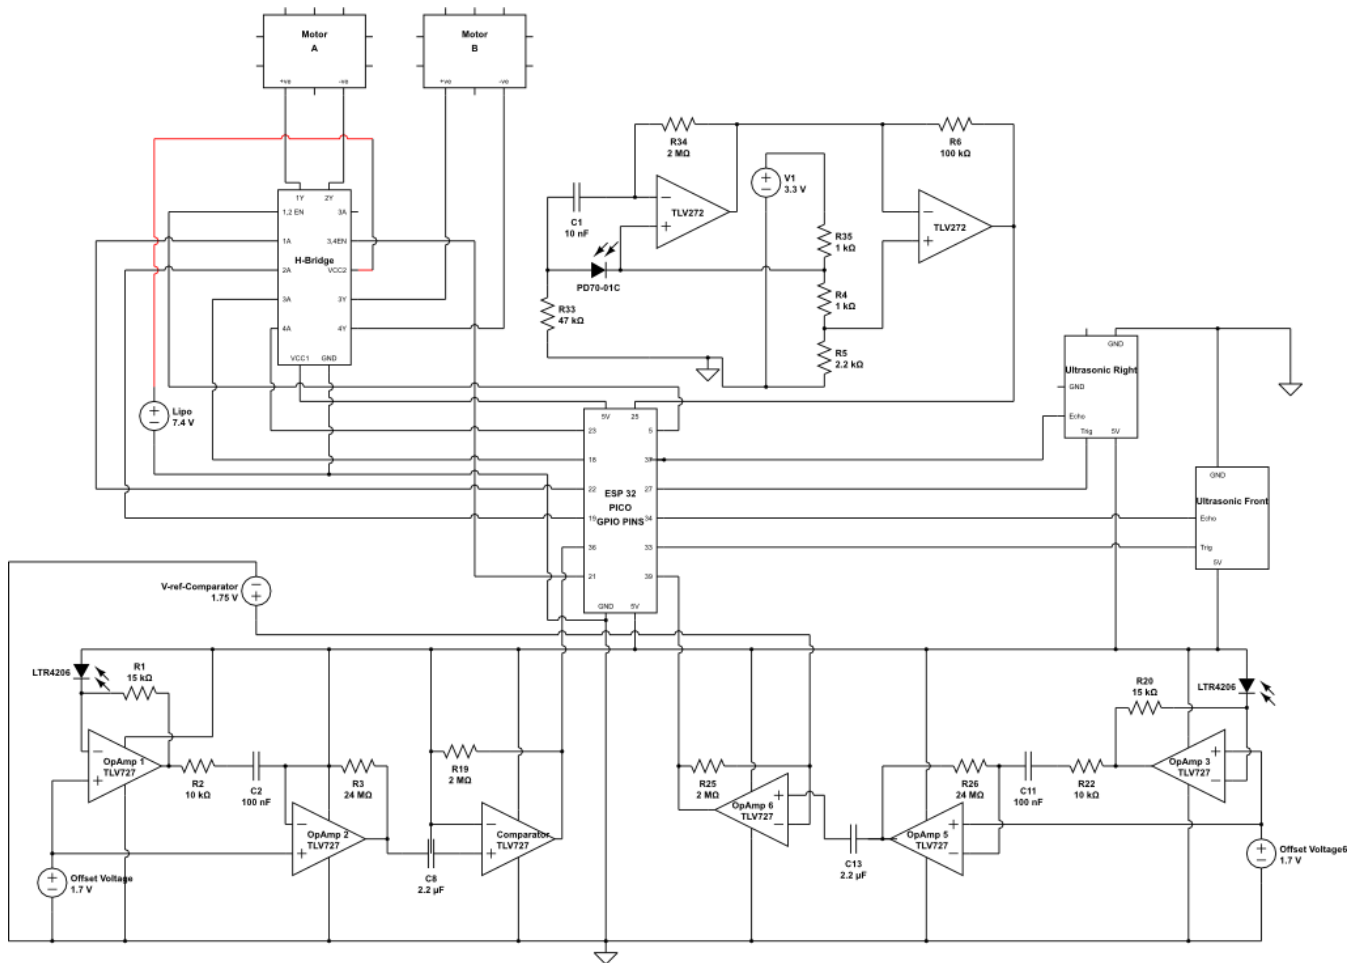 Motor
A
+ve
-ve
Motor
B
+ve
-ve
1Y
2Y
1,2 EN
3A
1A
3,4EN
H-Bridge
2A
VCC2
3A
3Y
4A
4Y
VCC1
GND
Lipo
7.4 V
R34
2 MΩ
R6
100 kΩ
V1
3.3 V
C1
10 nF
TLV272
TLV272
R35
1 kΩ
PD70-01C
R33
47 kΩ
R4
1 kΩ
R5
2.2 kΩ
GND
Ultrasonic Right
GND
Echo
Trig
5V
GND
Ultrasonic Front
Echo
Trig
5V
5V
25
23
5
18
37
22
27
ESP 32
PICO
GPIO PINS
19
34
36
33
21
39
GND
5V
V-ref-Comparator
1.75 V
LTR4206
R1
15 kΩ
OpAmp 1
TLV727
R2
10 kΩ
C2
100 nF
R3
24 MΩ
OpAmp 2
TLV727
Offset Voltage
1.7 V
R19
2 MΩ
Comparator
TLV727
C8
2.2 µF
R25
2 MΩ
OpAmp 6
TLV727
C13
2.2 µF
R26
24 MΩ
C11
100 nF
R22
10 kΩ
OpAmp 5
TLV727
R20
15 kΩ
LTR4206
OpAmp 3
TLV727
Offset Voltage6
1.7 V